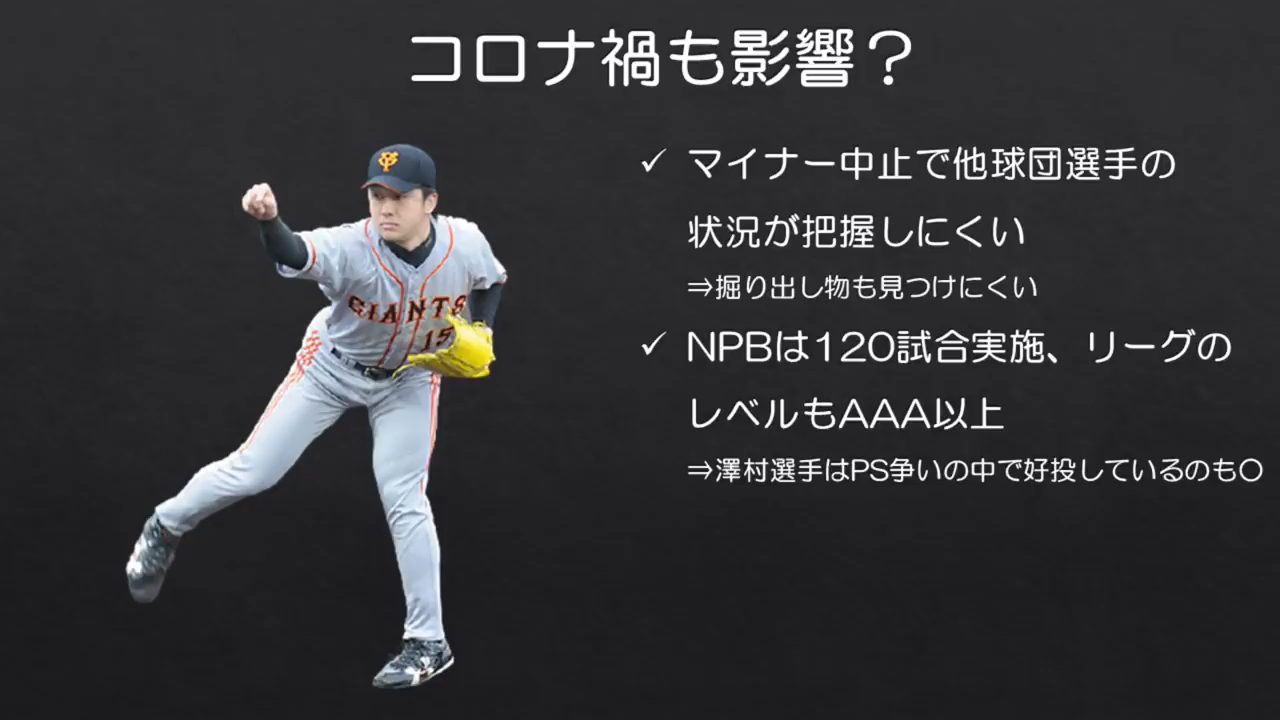 コロナ禍も影響？
✓ マイナー中止で他球団選手の
状況が把握しにくい
⇒掘り出し物も見つけにくい
✓ NPBは120試合実施、リーグの
レベルもAAA以上
⇒澤村選手はPS争いの中で好投しているのも〇
YG
GIANTS
15